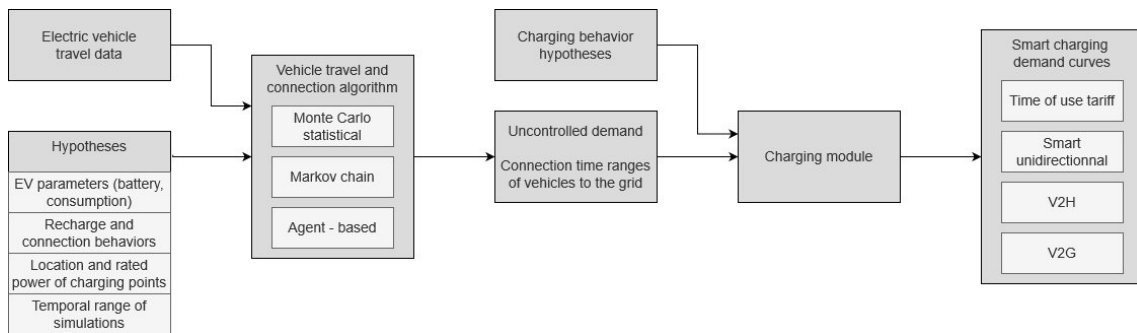 Electric vehicle
travel data
Hypotheses
EV parameters (battery,
consumption)
Recharge and
connection behaviors
Location and rated
power of charging points
Temporal range of
simulations
Vehicle travel and
connection algorithm
Monte Carlo
statistical
Markov chain
Agent - based
Charging behavior
hypotheses
Uncontrolled demand
Connection time ranges
of vehicles to the grid
Charging module
Smart charging
demand curves
Time of use tariff
Smart
unidirectionnal
V2H
V2G